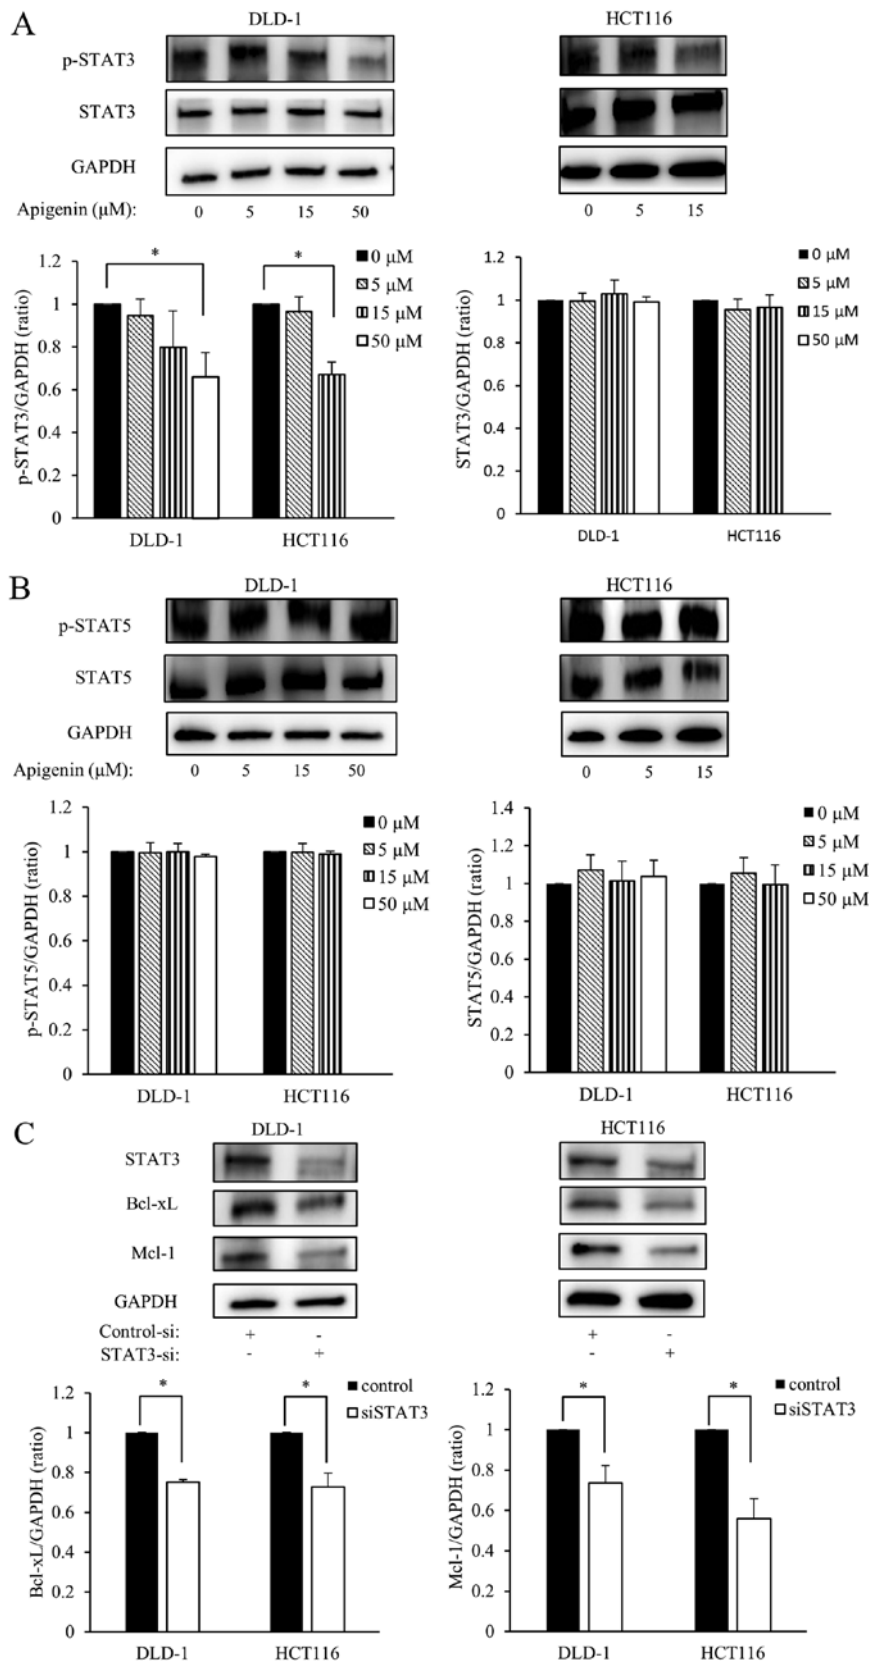 A
DLD-1
HCT116
p-STAT3
STAT3
GAPDH
Apigenin (μM): 0 5 15 50
0 5 15
p-STAT3/GAPDH (ratio)
1.2
1
0.8
0.6
0.4
0.2
0
*
*
0 μM
5 μM
15 μM
50 μM
DLD-1
HCT116
STAT3/GAPDH (ratio)
1.2
1
0.8
0.6
0.4
0.2
0
0 μM
5 μM
15 μM
50 μM
DLD-1
HCT116
B
DLD-1
HCT116
p-STAT5
STAT5
GAPDH
Apigenin (μM): 0 5 15 50
0 5 15
p-STAT5/GAPDH (ratio)
1.2
1
0.8
0.6
0.4
0.2
0
0 μM
5 μM
15 μM
50 μM
DLD-1
HCT116
STAT5/GAPDH (ratio)
1.4
1.2
1
0.8
0.6
0.4
0.2
0
0 μM
5 μM
15 μM
50 μM
DLD-1
HCT116
C
DLD-1
HCT116
STAT3
Bcl-xL
Mcl-1
GAPDH
Control-si: + - + -
STAT3-si: - + - +
Bcl-xL/GAPDH (ratio)
1.2
1
0.8
0.6
0.4
0.2
0
*
*
control
siSTAT3
DLD-1
HCT116
Mcl-1/GAPDH (ratio)
1.2
1
0.8
0.6
0.4
0.2
0
*
*
control
siSTAT3
DLD-1
HCT116